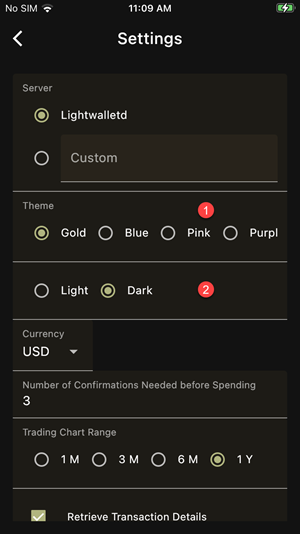 No SIM 11:09 AM
Settings
Server
Lightwalletd
Custom
Theme
1
Gold Blue Pink Purpl
Light Dark 2
Currency
USD
Number of Confirmations Needed before Spending
3
Trading Chart Range
1 M 3 M 6 M 1 Y
Retrieve Transaction Details